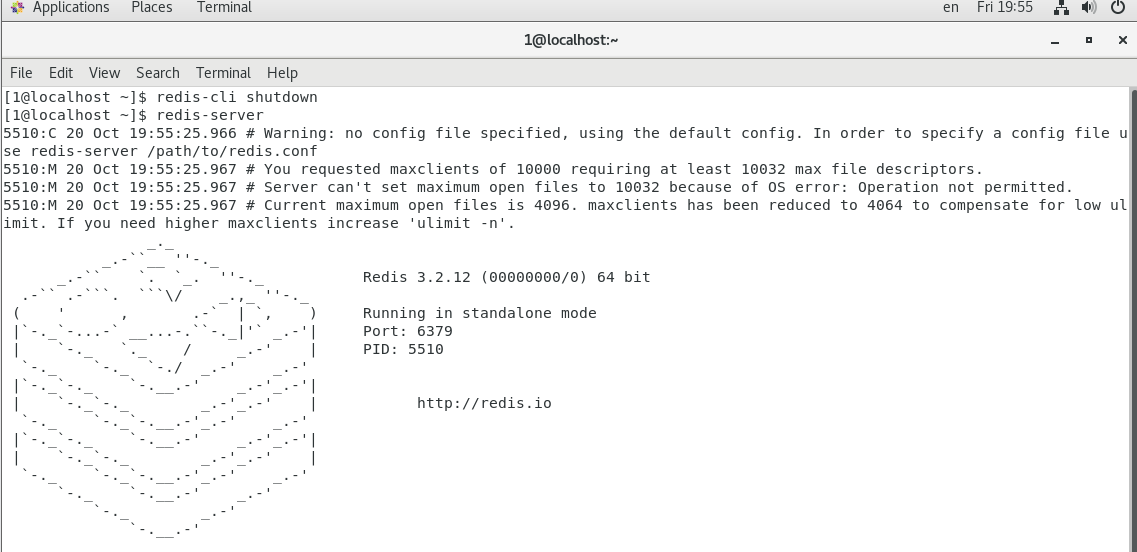 Applications Places Terminal en Fri 19:55
1@localhost:~
File Edit View Search Terminal Help
[1@localhost ~]$ redis-cli shutdown
[1@localhost ~]$ redis-server
5510:C 20 Oct 19:55:25.966 # Warning: no config file specified, using the default config. In order to specify a config file u
se redis-server /path/to/redis.conf
5510:M 20 Oct 19:55:25.967 # You requested maxclients of 10000 requiring at least 10032 max file descriptors.
5510:M 20 Oct 19:55:25.967 # Server can't set maximum open files to 10032 because of OS error: Operation not permitted.
5510:M 20 Oct 19:55:25.967 # Current maximum open files is 4096. maxclients has been reduced to 4064 to compensate for low ul
imit. If you need higher maxclients increase 'ulimit -n'.
Redis 3.2.12 (00000000/0) 64 bit
Running in standalone mode
Port: 6379
PID: 5510
http://redis.io